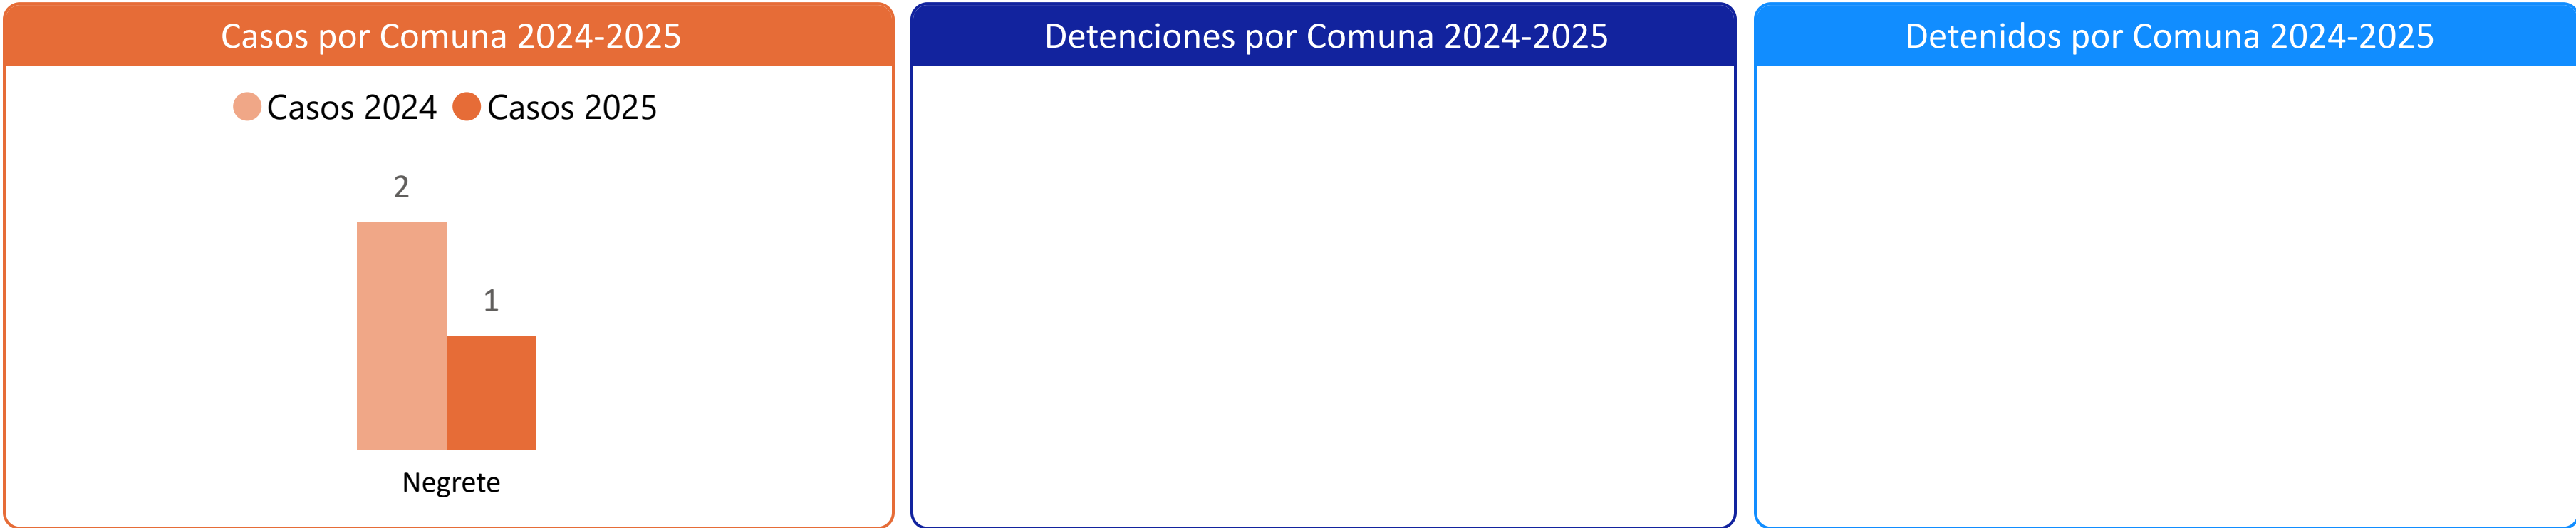 Casos por Comuna 2024-2025
Casos 2024 Casos 2025
2
1
Negrete
Detenciones por Comuna 2024-2025
Detenidos por Comuna 2024-2025